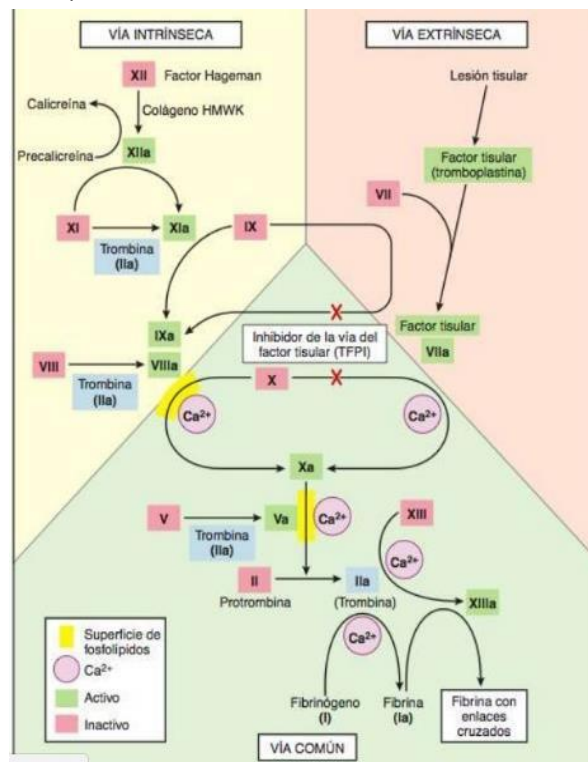 VÍA INTRÍNSECA
XII Factor Hageman
Calicreína
Colágeno HMWK
Precalicreína
XIIa
XI
XIa
IX
Trombina
(IIa)
IXa
VIII
VIIIa
Trombina
(IIa)
Ca2+
VÍA EXTRÍNSECA
Lesión tisular
Factor tisular
(tromboplastina)
VII
Factor tisular
VIIa
X
Inhibidor de la vía del
factor tisular (TFPI)
X
X
Ca2+
Xa
V
Va
Ca2+
Trombina
(IIa)
XIII
Ca2+
II
IIa
Protrombina
(Trombina)
XIIIa
Ca2+
Fibrinógeno
(I)
Fibrina
(Ia)
Fibrina con
enlaces
cruzados
Superficie de
fosfolípidos
Ca2+
Activo
Inactivo
VÍA COMÚN